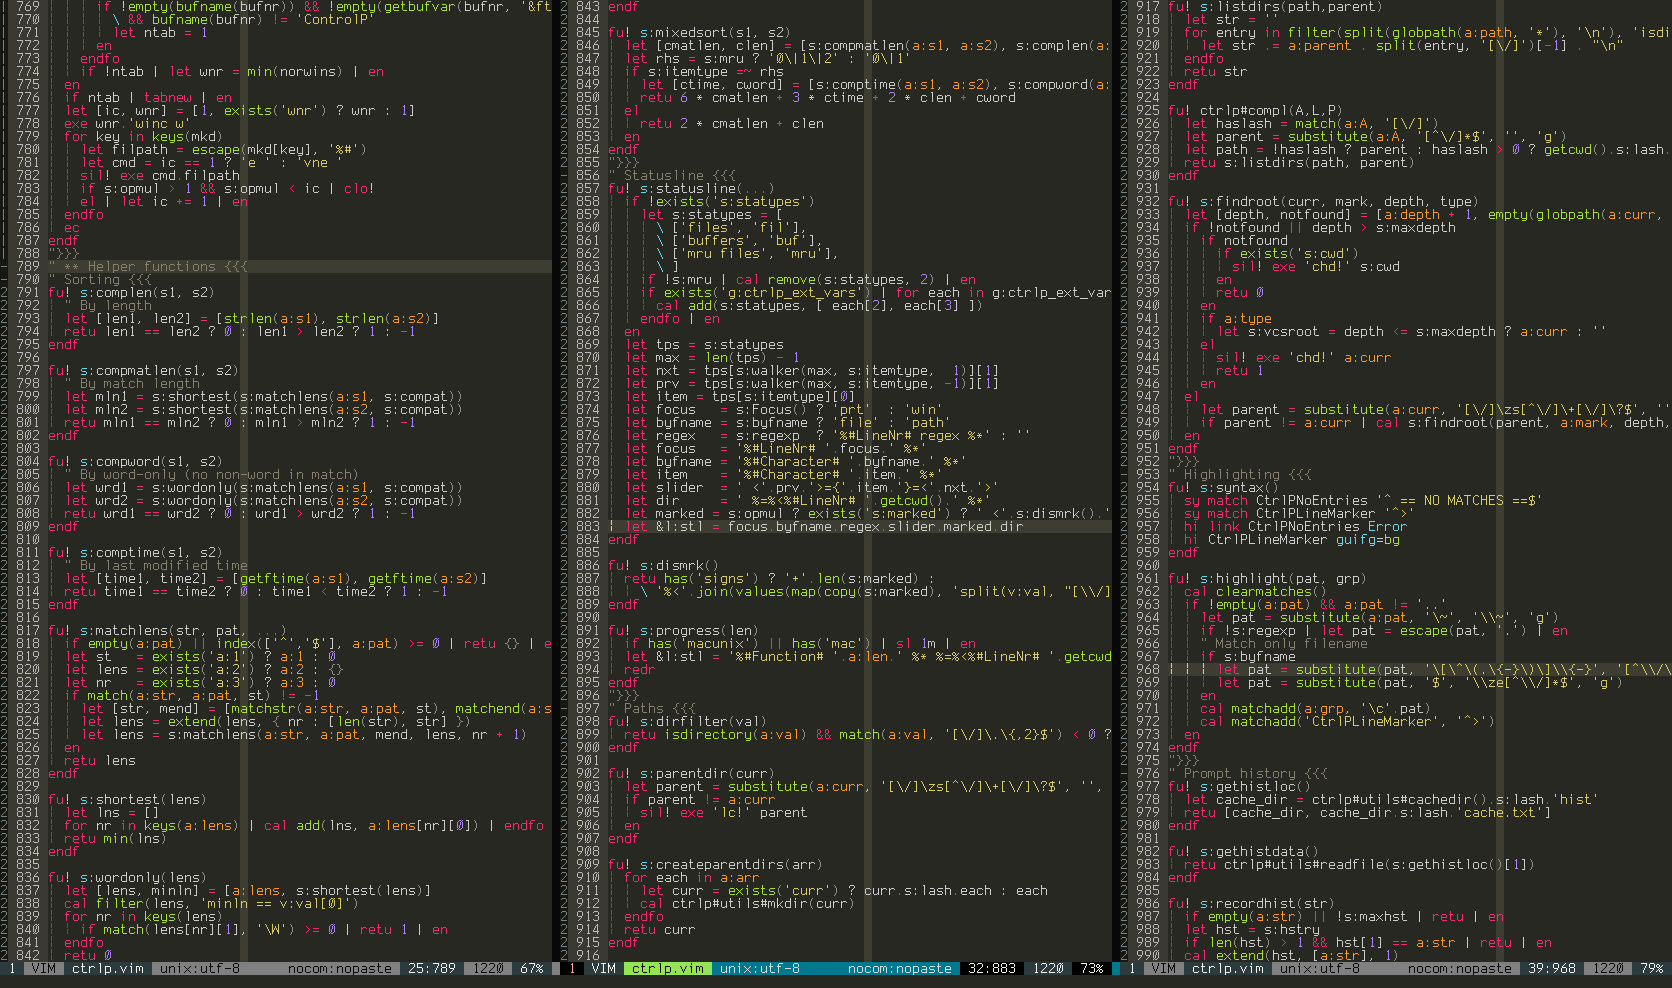 769 if !empty(bufname(bufnr)) && !empty(getbufvar(bufnr, '&ft
770 \ && bufname(bufnr) != 'ControlP'
771 let ntab = 1
772 en
773 endfo
774 if !ntab | let wnr = min(norwins) | en
775 en
776 if ntab | tabnew | en
777 let [ic, wnr] = [1, exists('wnr') ? wnr : 1]
778 exe wnr.'winc w'
779 for key in keys(mkd)
780 let filpath = escape(mkd[key], '%#')
781 let cmd = ic == 1 ? 'e ' : 'vne '
782 sil! exe cmd.filpath
783 if s:opmul > 1 && s:opmul < ic | clo!
784 el | let ic += 1 | en
785 endfo
786 ec
787 endf
788 "}}}
789 " ** Helper functions {{{
790 " Sorting {{{
791 fu! s:complen(s1, s2)
792 " By length
793 let [len1, len2] = [strlen(a:s1), strlen(a:s2)]
794 retu len1 == len2 ? 0 : len1 > len2 ? 1 : -1
795 endf
796
797 fu! s:compmatlen(s1, s2)
798 " By match length
799 let mln1 = s:shortest(s:matchlens(a:s1, s:compat))
800 let mln2 = s:shortest(s:matchlens(a:s2, s:compat))
801 retu mln1 == mln2 ? 0 : mln1 > mln2 ? 1 : -1
802 endf
803
804 fu! s:compword(s1, s2)
805 " By word-only (no non-word in match)
806 let wrd1 = s:wordonly(s:matchlens(a:s1, s:compat))
807 let wrd2 = s:wordonly(s:matchlens(a:s2, s:compat))
808 retu wrd1 == wrd2 ? 0 : wrd1 > wrd2 ? 1 : -1
809 endf
810
811 fu! s:comptime(s1, s2)
812 " By last modified time
813 let [time1, time2] = [getftime(a:s1), getftime(a:s2)]
814 retu time1 == time2 ? 0 : time1 < time2 ? 1 : -1
815 endf
816
817 fu! s:matchlens(str, pat, ...)
818 if empty(a:pat) || index(['^','$'], a:pat) >= 0 | retu {} | e
819 let st = exists('a:1') ? a:1 : 0
820 let lens = exists('a:2') ? a:2 : {}
821 let nr = exists('a:3') ? a:3 : 0
822 if match(a:str, a:pat, st) != -1
823 let [str, mend] = [matchstr(a:str, a:pat, st), matchend(a:s
824 let lens = extend(lens, { nr : [len(str), str] })
825 let lens = s:matchlens(a:str, a:pat, mend, lens, nr + 1)
826 en
827 retu lens
828 endf
829
830 fu! s:shortest(lens)
831 let lns = []
832 for nr in keys(a:lens) | cal add(lns, a:lens[nr][0]) | endfo
833 retu min(lns)
834 endf
835
836 fu! s:wordonly(lens)
837 let [lens, minln] = [a:lens, s:shortest(lens)]
838 cal filter(lens, 'minln == v:val[0]')
839 for nr in keys(lens)
840 if match(lens[nr][1], '\W') >= 0 | retu 1 | en
841 endfo
842 retu 0
1 VIM ctrlp.vim unix:utf-8 nocom:nopaste 25:789 1220 67%
843 endf
844
845 fu! s:mixedsort(s1, s2)
846 let [cmatlen, clen] = [s:compmatlen(a:s1, a:s2), s:complen(a:
847 let rhs = s:mru ? '0\|1\|2' : '0\|1'
848 if s:itemtype =~ rhs
849 let [ctime, cword] = [s:comptime(a:s1, a:s2), s:compword(a:
850 retu 6 * cmatlen + 3 * ctime + 2 * clen + cword
851 el
852 retu 2 * cmatlen + clen
853 en
854 endf
855 "}}}
856 " Statusline {{{
857 fu! s:statusline(...)
858 if !exists('s:statypes')
859 let s:statypes = [
860 \ ['files', 'fil'],
861 \ ['buffers', 'buf'],
862 \ ['mru files', 'mru'],
863 \ ]
864 if !s:mru | cal remove(s:statypes, 2) | en
865 if exists('g:ctrlp_ext_vars') | for each in g:ctrlp_ext_var
866 cal add(s:statypes, [ each[2], each[3] ])
867 endfo | en
868 en
869 let tps = s:statypes
870 let max = len(tps) - 1
871 let nxt = tps[s:walker(max, s:itemtype,  1)][1]
872 let prv = tps[s:walker(max, s:itemtype, -1)][1]
873 let item = tps[s:itemtype][0]
874 let focus = s:Focus() ? 'prt' : 'win'
875 let byfname = s:byfname ? 'file' : 'path'
876 let regex = s:regexp ? '%#LineNr# regex %*' : ''
877 let focus = '%#LineNr# '.focus.' %*'
878 let byfname = '%#Character# '.byfname.' %*'
879 let item = '%#Character# '.item.' %*'
880 let slider = ' <'.prv.'>={'.item.'}=<'.nxt.'>'
881 let dir = ' %=%<%#LineNr# '.getcwd().' %*'
882 let marked = s:opmul ? exists('s:marked') ? ' <'.s:dismrk().'
883 let &l:stl = focus.byfname.regex.slider.marked.dir
884 endf
885
886 fu! s:dismrk()
887 retu has('signs') ? '+'.len(s:marked) :
888 \ '%<'.join(values(map(copy(s:marked), 'split(v:val, "[\\/]
889 endf
890
891 fu! s:progress(len)
892 if has('macunix') || has('mac') | sl 1m | en
893 let &l:stl = '%#Function# '.a:len.' %* %=%<%#LineNr# '.getcwd
894 redr
895 endf
896 "}}}
897 " Paths {{{
898 fu! s:dirfilter(val)
899 retu isdirectory(a:val) && match(a:val, '[\/]\.\{,2}$') < 0 ?
900 endf
901
902 fu! s:parentdir(curr)
903 let parent = substitute(a:curr, '[\/]\zs[^\/]\+[\/]\?$', '',
904 if parent != a:curr
905 sil! exe 'lc!' parent
906 en
907 endf
908
909 fu! s:createparentdirs(arr)
910 for each in a:arr
911 let curr = exists('curr') ? curr.s:lash.each : each
912 cal ctrlp#utils#mkdir(curr)
913 endfo
914 retu curr
915 endf
916
1 VIM ctrlp.vim unix:utf-8 nocom:nopaste 32:883 1220 73%
917 fu! s:listdirs(path,parent)
918 let str = ''
919 for entry in filter(split(globpath(a:path, '*'), '\n'), 'isdi
920 let str .= a:parent . split(entry, '[\/]')[-1] . "\n"
921 endfo
922 retu str
923 endf
924
925 fu! ctrlp#compl(A,L,P)
926 let haslash = match(a:A, '[\/]')
927 let parent = substitute(a:A, '[^\/]*$', '', 'g')
928 let path = !haslash ? parent : haslash > 0 ? getcwd().s:lash.
929 retu s:listdirs(path, parent)
930 endf
931
932 fu! s:findroot(curr, mark, depth, type)
933 let [depth, notfound] = [a:depth + 1, empty(globpath(a:curr,
934 if !notfound || depth > s:maxdepth
935 if notfound
936 if exists('s:cwd')
937 sil! exe 'chd!' s:cwd
938 en
939 retu 0
940 en
941 if a:type
942 let s:vcsroot = depth <= s:maxdepth ? a:curr : ''
943 el
944 sil! exe 'chd!' a:curr
945 retu 1
946 en
947 el
948 let parent = substitute(a:curr, '[\/]\zs[^\/]\+[\/]\?$', ''
949 if parent != a:curr | cal s:findroot(parent, a:mark, depth,
950 en
951 endf
952 "}}}
953 " Highlighting {{{
954 fu! s:syntax()
955 sy match CtrlPNoEntries '^ == NO MATCHES ==$'
956 sy match CtrlPLineMarker '^>'
957 hi link CtrlPNoEntries Error
958 hi CtrlPLineMarker guifg=bg
959 endf
960
961 fu! s:highlight(pat, grp)
962 cal clearmatches()
963 if !empty(a:pat) && a:pat != '..'
964 let pat = substitute(a:pat, '\~', '\\~', 'g')
965 if !s:regexp | let pat = escape(pat, '.') | en
966 " Match only filename
967 if s:byfname
968 let pat = substitute(pat, '\[\^\(.\{-}\)\]\\{-}', '[^\\/\
969 let pat = substitute(pat, '$', '\\ze[^\\/]*$', 'g')
970 en
971 cal matchadd(a:grp, '\c'.pat)
972 cal matchadd('CtrlPLineMarker', '^>')
973 en
974 endf
975 "}}}
976 " Prompt history {{{
977 fu! s:gethistloc()
978 let cache_dir = ctrlp#utils#cachedir().s:lash.'hist'
979 retu [cache_dir, cache_dir.s:lash.'cache.txt']
980 endf
981
982 fu! s:gethistdata()
983 retu ctrlp#utils#readfile(s:gethistloc()[1])
984 endf
985
986 fu! s:recordhist(str)
987 if empty(a:str) || !s:maxhst | retu | en
988 let hst = s:hstry
989 if len(hst) > 1 && hst[1] == a:str | retu | en
990 cal extend(hst, [a:str], 1)
1 VIM ctrlp.vim unix:utf-8 nocom:nopaste 39:968 1220 79%